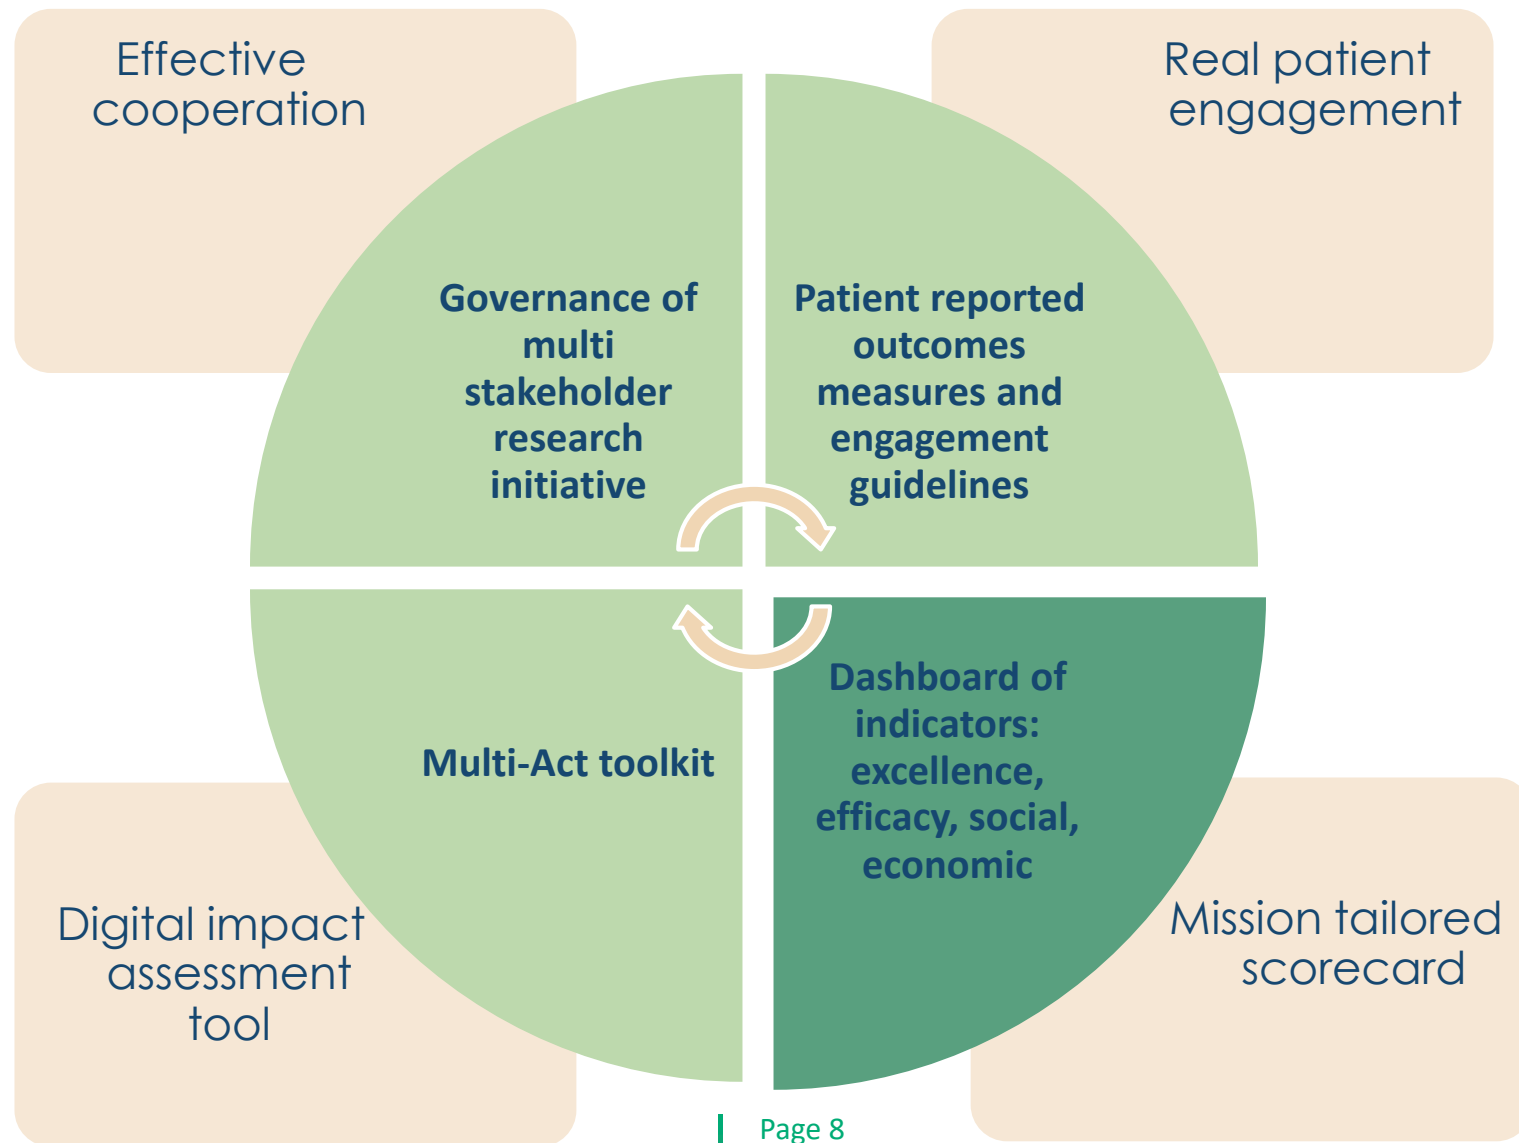 Effective
cooperation
Real patient
engagement
Governance of
multi
stakeholder
research
initiative
Patient reported
outcomes
measures and
engagement
guidelines
Multi-Act toolkit
Dashboard of
indicators:
excellence,
efficacy, social,
economic
Digital impact
assessment
tool
Mission tailored
scorecard
Page 8